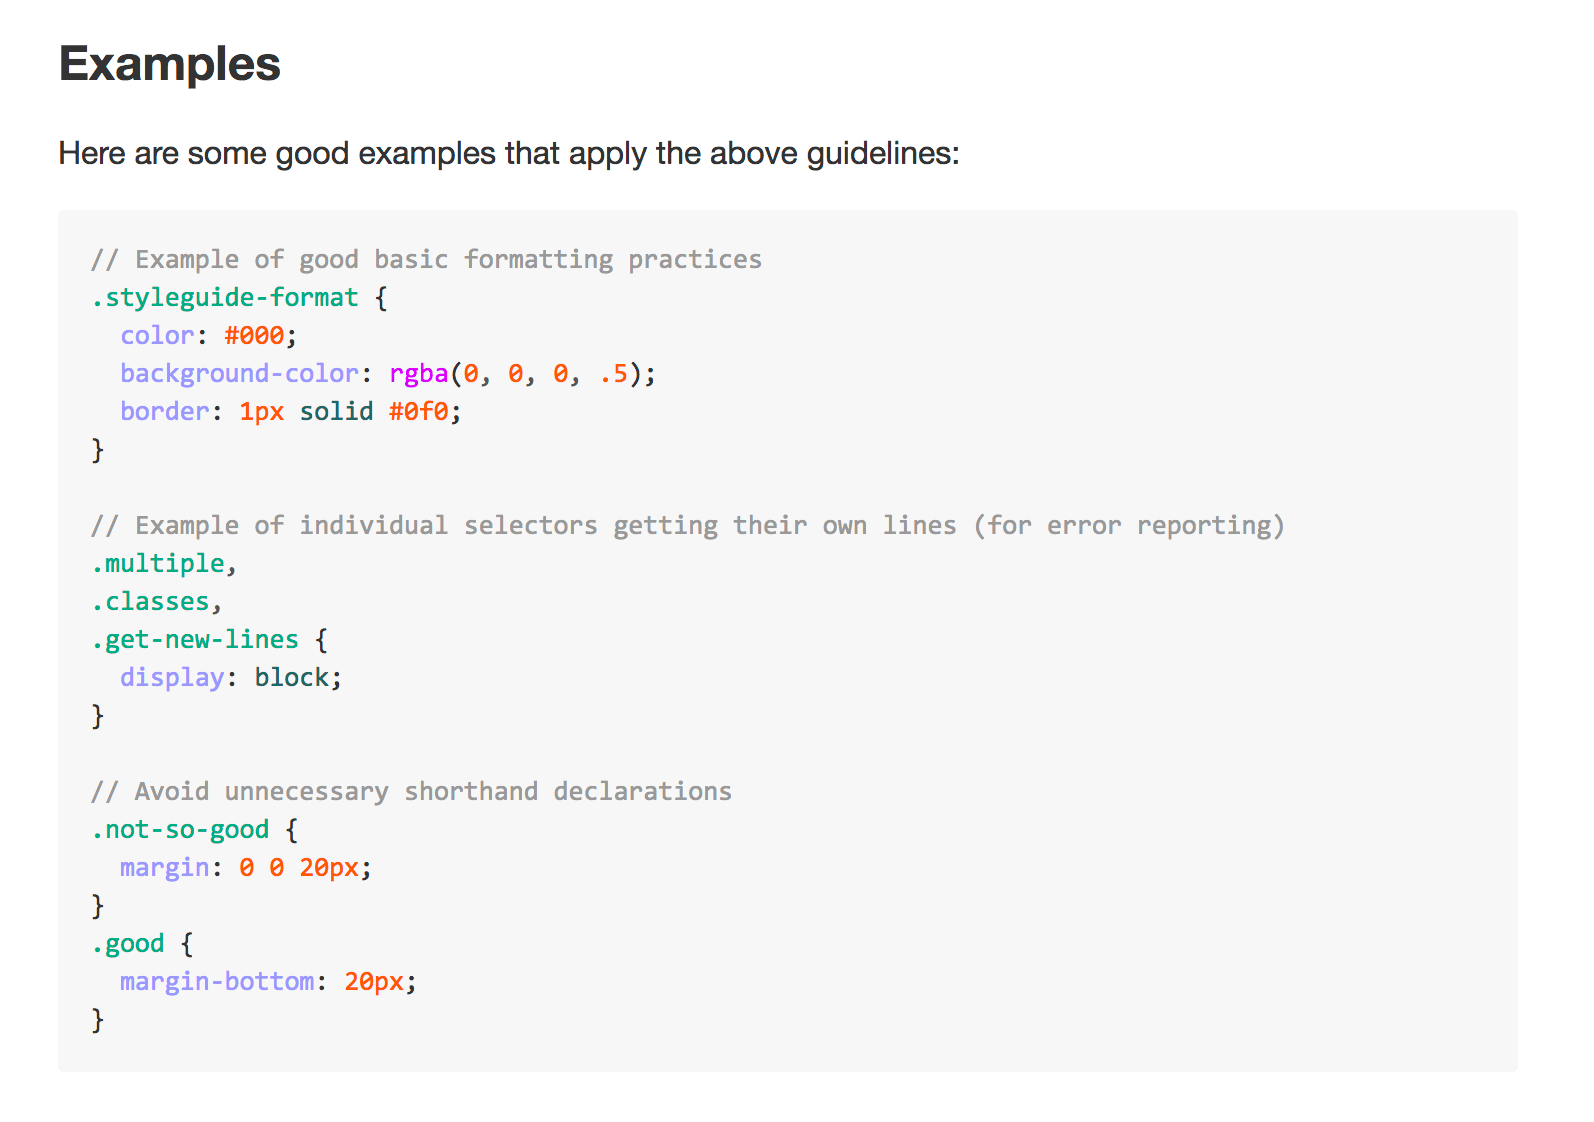 Examples
Here are some good examples that apply the above guidelines:
// Example of good basic formatting practices
.styleguide-format {
  color: #000;
  background-color: rgba(0, 0, 0, .5);
  border: 1px solid #0f0;
}
// Example of individual selectors getting their own lines (for error reporting)
.multiple,
.classes,
.get-new-lines {
  display: block;
}
// Avoid unnecessary shorthand declarations
.not-so-good {
  margin: 0 0 20px;
}
.good {
  margin-bottom: 20px;
}